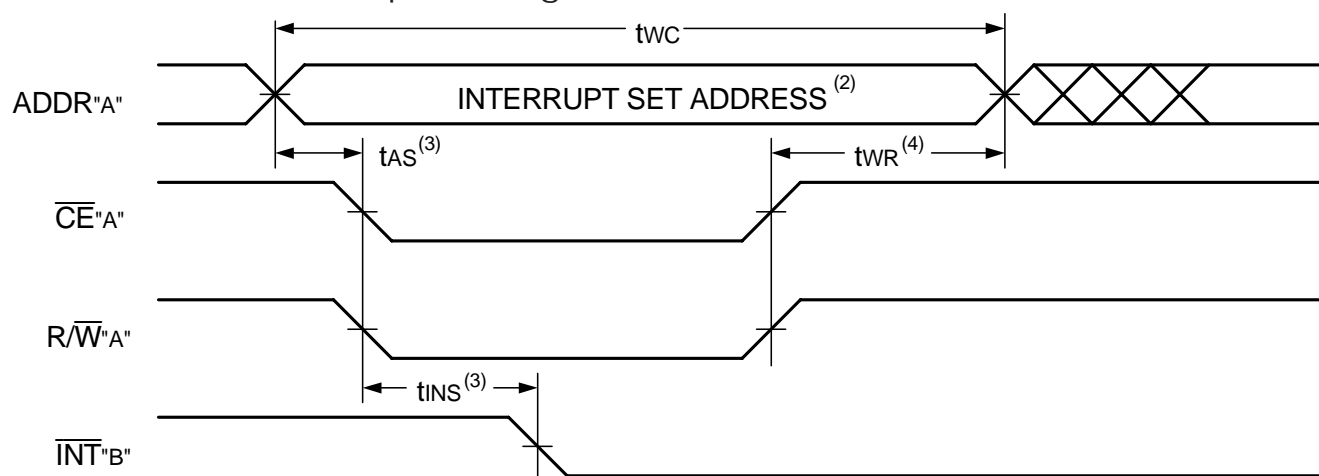 tWC
ADDR"A"
INTERRUPT SET ADDRESS (2)
tAS (3)
tWR (4)
CE"A"
R/W"A"
tINS (3)
INT"B"